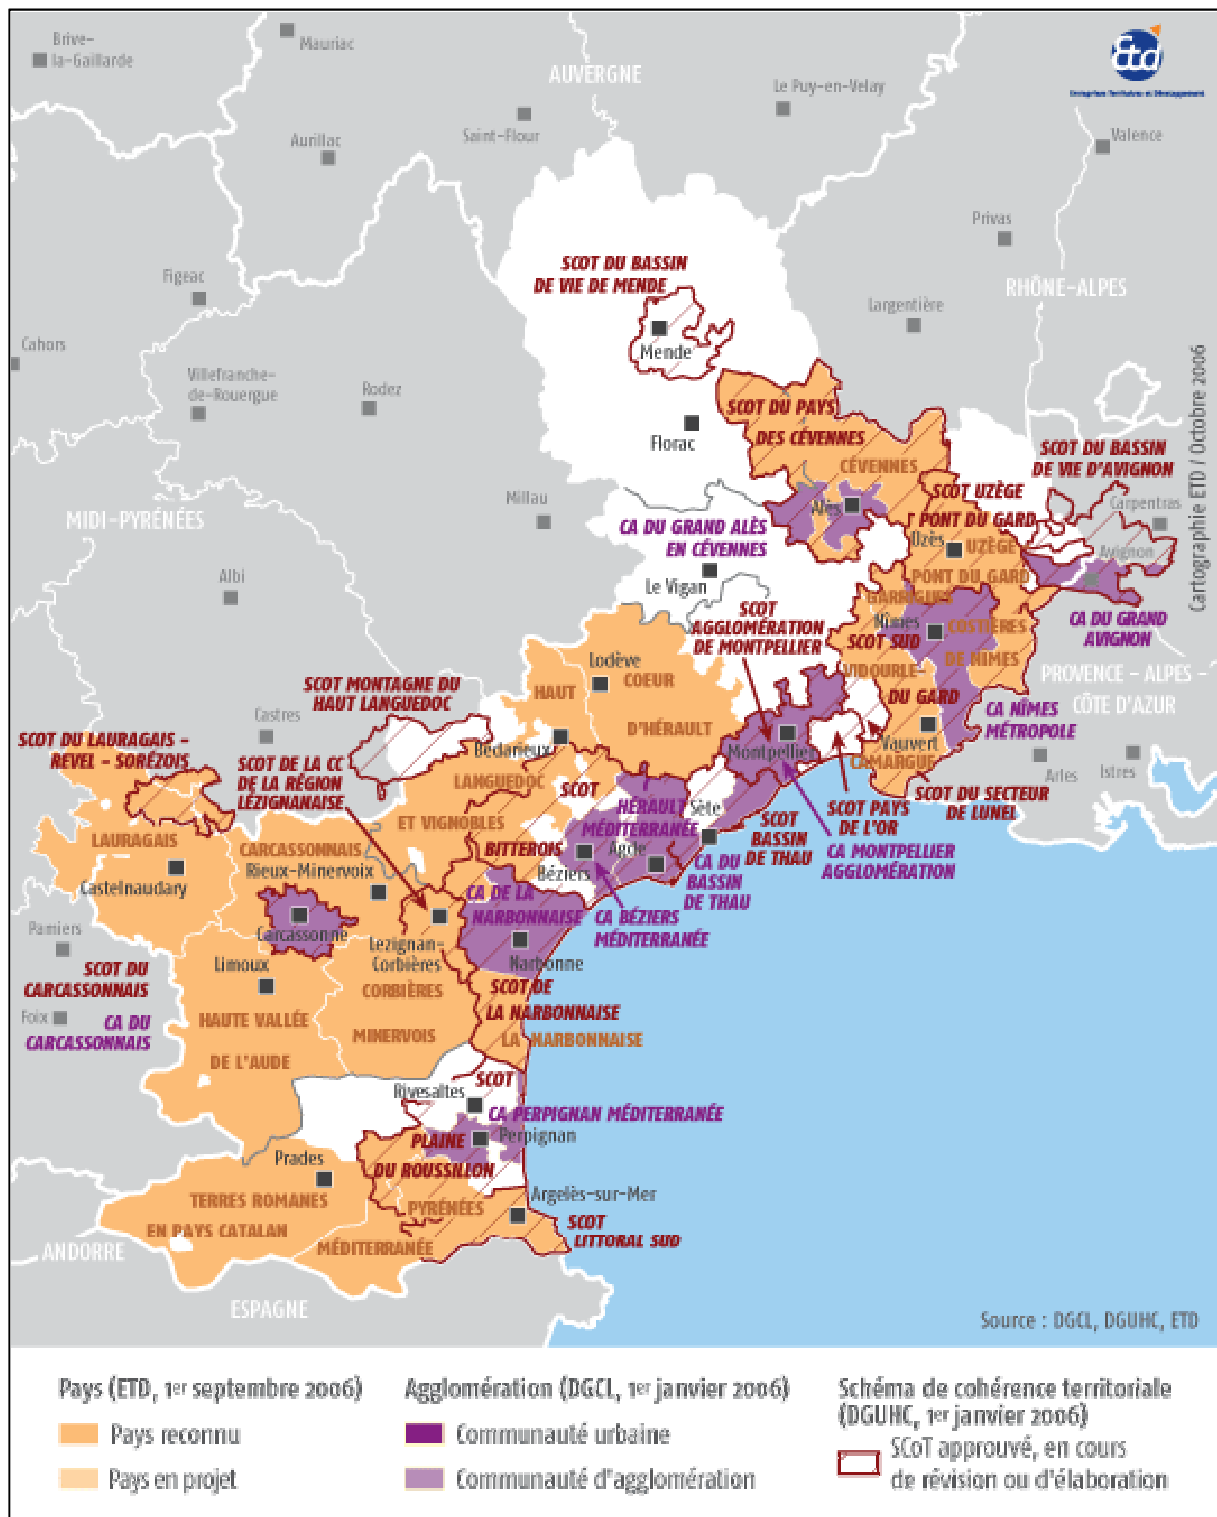 Brive-
la-Gaillarde
Mauriac
AUVERGNE
Le Puy-en-Velay
Etd
Entreprises Territoires et Développement
Saint-Flour
Aurillac
Valence
Privas
SCOT DU BASSIN
DE VIE DE MENDE
Figeac
RHÔNE-ALPES
Largentière
Cahors
Mende
Villefranche-
de-Rouergue
Rodez
Cartographie ETD / Octobre 2006
SCOT DU PAYS
DES CÉVENNES
Florac
CÉVENNES
SCOT DU BASSIN
DE VIE D'AVIGNON
SCOT UZÈGE
Millau
Carpentras
MIDI-PYRÉNÉES
Alès
T PONT DU GARD
CA DU GRAND ALÈS
EN CÉVENNES
Uzès
UZÈGE
Avignon
Albi
Le Vigan
PONT DU GARD
GARRIGUES
SCOT
AGGLOMÉRATION
DE MONTPELLIER
Nîmes
COSTIÈRES
CA DU GRAND
AVIGNON
SCOT SUD
DE NIMES
Lodève
COEUR
HAUT
VIDOURLE-
PROVENCE - ALPES -
CÔTE D'AZUR
SCOT MONTAGNE DU
HAUT LANGUEDOC
DU GARD
CA NÎMES
MÉTROPOLE
Castres
D'HÉRAULT
SCOT DU LAURAGAIS -
REVEL - SORÉZOIS
Bédarieux
Montpellier
Vauvert
CAMARGUE
Arles
Istres
SCOT DE LA CC
DE LA RÉGION
LÉZIGNANAISE
LANGUEDOC
SCOT
HÉRAULT
MÉDITERRANÉE
Sète
SCOT PAYS
DE L'OR
SCOT DU SECTEUR
DE LUNEL
ET VIGNOBLES
LAURAGAIS
CARCASSONNAIS
BITTEROIS
Agde
SCOT
BASSIN
DE THAU
CA MONTPELLIER
AGGLOMÉRATION
Rieux-Minervoix
Béziers
CA DU
BASSIN
DE THAU
Castelnaudary
CA DE LA
NARBONNAISE
CA BÉZIERS
MÉDITERRANÉE
Pamiers
Carcassonne
Lezignan-
Corbières
Narbonne
SCOT DU
CARCASSONNAIS
Limoux
CORBIÈRES
SCOT DE
LA NARBONNAISE
Foix
CA DU
CARCASSONNAIS
HAUTE VALLÉE
MINERVOIS
LA NARBONNAISE
DE L'AUDE
SCOT
Rivesaltes
CA PERPIGNAN MÉDITERRANÉE
PLAINE
Perpignan
Prades
DU ROUSSILLON
TERRES ROMANES
PYRÉNÉES
Argelès-sur-Mer
EN PAYS CATALAN
MÉDITERRANÉE
SCOT
LITTORAL SUD
ANDORRE
ESPAGNE
Source : DGCL, DGUHC, ETD
Pays (ETD, 1er septembre 2006)
Pays reconnu
Pays en projet
Agglomération (DGCL, 1er janvier 2006)
Communauté urbaine
Communauté d'agglomération
Schéma de cohérence territoriale
(DGUHC, 1er janvier 2006)
SCoT approuvé, en cours
de révision ou d'élaboration